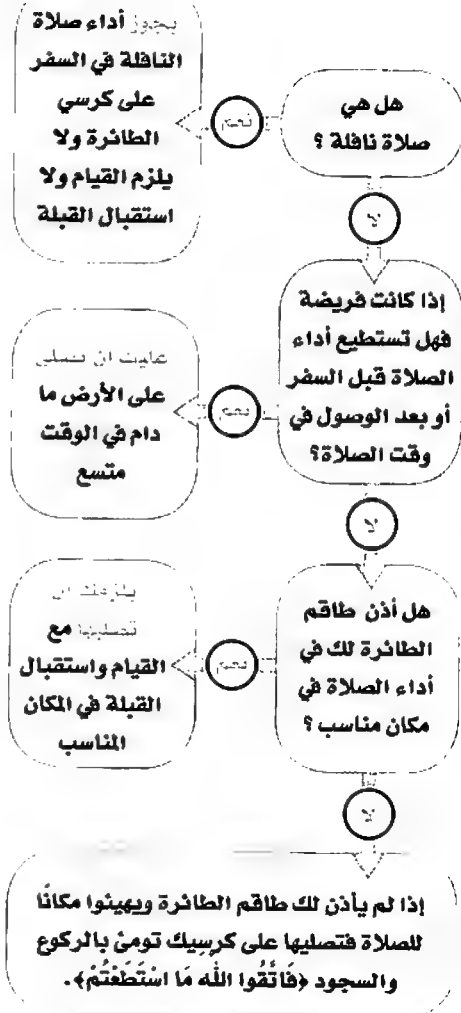 هل هي
صلاة نافلة ؟
نعم
يجوز أداء صلاة
النافلة في السفر
على كرسي
الطائرة ولا
يلزم القيام ولا
استقبال القبلة
لا
إذا كانت فريضة
فهل تستطيع أداء
الصلاة قبل السفر
أو بعد الوصول في
وقت الصلاة؟
نعم
عليك أن تصلي
على الأرض ما
دام في الوقت
متسع
لا
هل أذن طاقم
الطائرة لك في
أداء الصلاة في
مكان مناسب ؟
نعم
يلزمك أن
تصليها مع
القيام واستقبال
القبلة في المكان
المناسب
لا
إذا لم يأذن لك طاقم الطائرة ويهيئوا مكانًا
للصلاة فتصليها على كرسيك تومئ بالركوع
والسجود ﴿فَاتَّقُوا اللَّه مَا اسْتَطَعْتُمْ﴾.